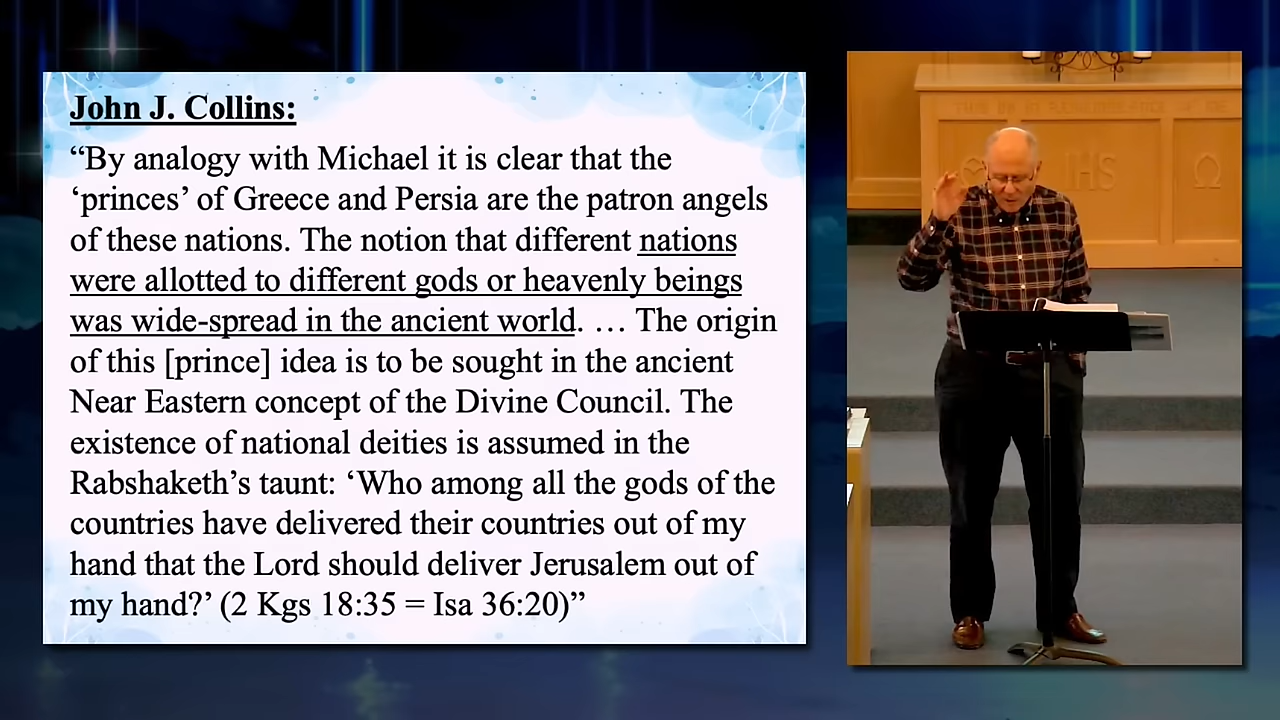 John J. Collins:
“By analogy with Michael it is clear that the
‘princes’ of Greece and Persia are the patron angels
of these nations. The notion that different nations
were allotted to different gods or heavenly beings
was wide-spread in the ancient world. … The origin
of this [prince] idea is to be sought in the ancient
Near Eastern concept of the Divine Council. The
existence of national deities is assumed in the
Rabshaketh’s taunt: ‘Who among all the gods of the
countries have delivered their countries out of my
hand that the Lord should deliver Jerusalem out of
my hand?’ (2 Kgs 18:35 = Isa 36:20)”
IHS
Ω